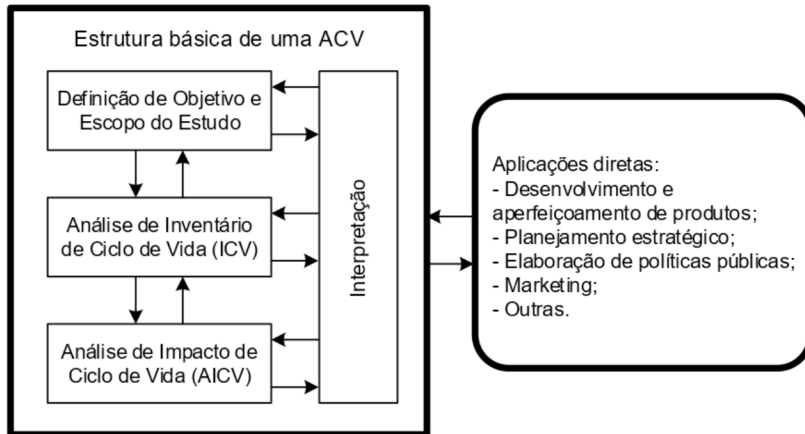 Estrutura básica de uma ACV
Definição de Objetivo e
Escopo do Estudo
Análise de Inventário
de Ciclo de Vida (ICV)
Análise de Impacto de
Ciclo de Vida (AICV)
Interpretação
Aplicações diretas:
- Desenvolvimento e
aperfeiçoamento de produtos;
- Planejamento estratégico;
- Elaboração de políticas públicas;
- Marketing;
- Outras.